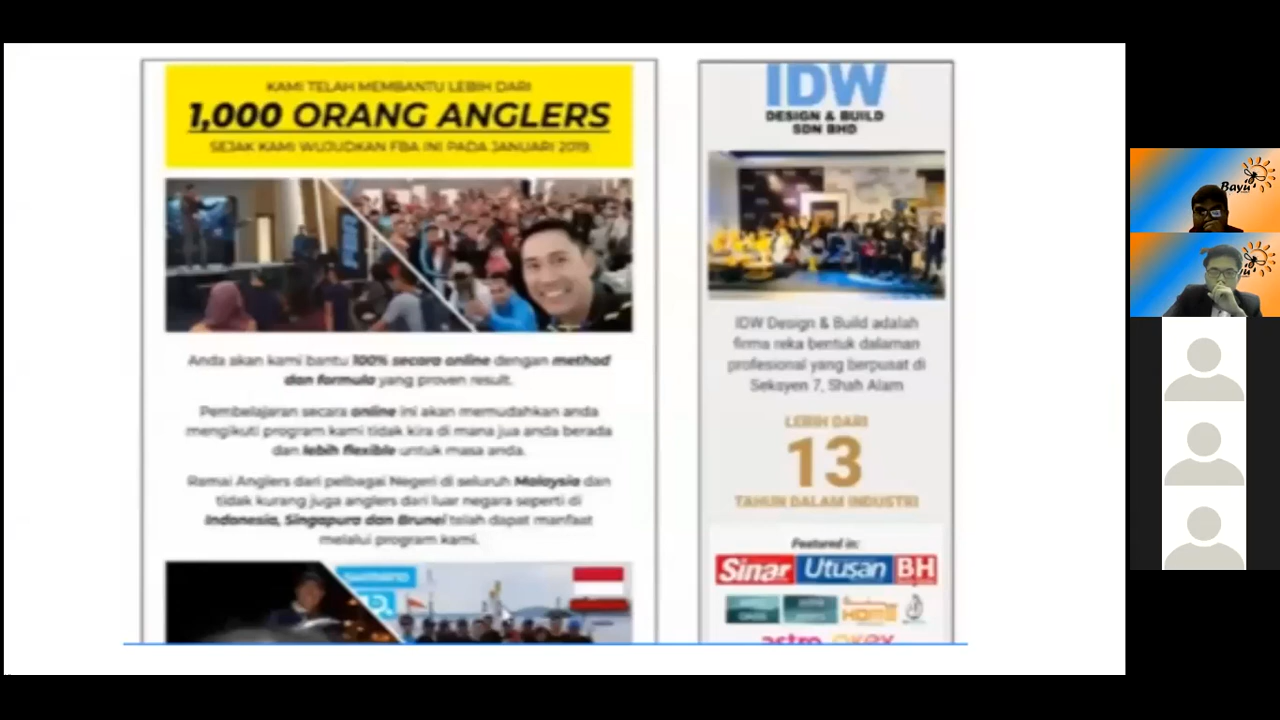 KAMI TELAH MEMBANTU LEBIH DARI
1,000 ORANG ANGLERS
SEJAK KAMI WUJUDKAN FBA INI PADA JANUARI 2019.
FBA
Anda akan kami bantu 100% secara online dengan method
dan formula yang proven result.
Pembelajaran secara online ini akan memudahkan anda
mengikuti program kami tidak kira di mana jua anda berada
dan lebih flexible untuk masa anda.
Ramai Anglers dari pelbagai Negeri di seluruh Malaysia dan
tidak kurang juga anglers dari luar negara seperti di
Indonesia, Singapura dan Brunei telah dapat manfaat
melalui program kami.
SHIMANO
IDW
DESIGN & BUILD
SDN BHD
IDW Design & Build adalah
firma reka bentuk dalaman
profesional yang berpusat di
Seksyen 7, Shah Alam
LEBIH DARI
13
TAHUN DALAM INDUSTRI
Featured in:
Sinar Utusan BH
HOME
astro OKEY
Bayu